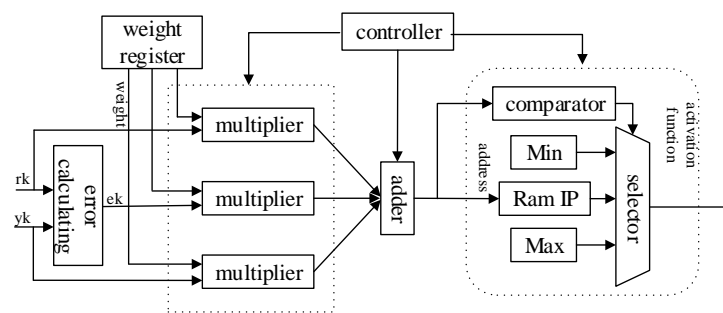 weight
register
controller
weight
multiplier
comparator
activation
function
rk
error
calculating
ek
yk
multiplier
adder
address
Min
Ram IP
selector
Max
multiplier